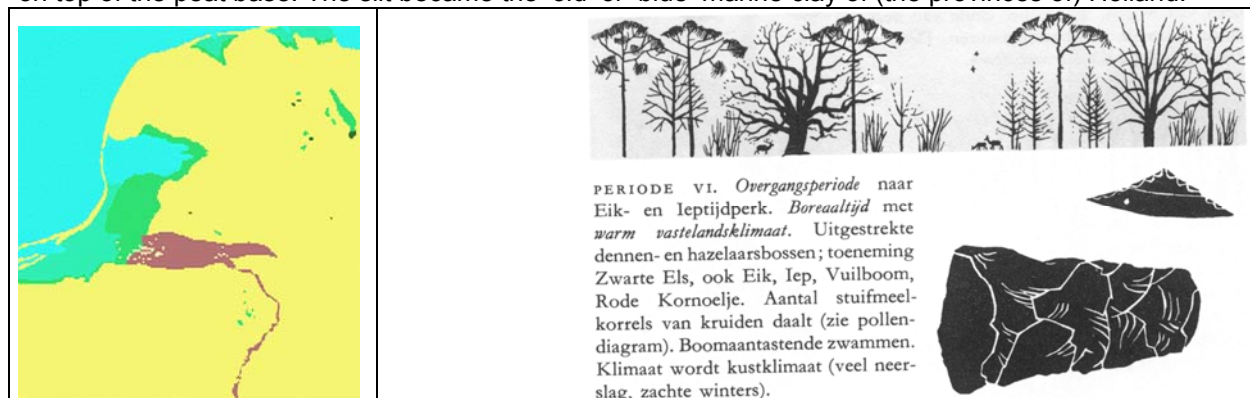 on top of the peat base. The silt became the 'old' or 'blue' marine clay of (the provinces of) Holland.
PERIODE VI. Overgangsperiode naar
Eik- en Ieptijdperk. Boreaaltijd met
warm vastelandsklimaat. Uitgestrekte
dennen- en hazelaarsbossen; toeneming
Zwarte Els, ook Eik, Iep, Vuilboom,
Rode Kornoelje. Aantal stuifmeel-
korrels van kruiden daalt (zie pollen-
diagram). Boomaantastende zwammen.
Klimaat wordt kustklimaat (veel neer-
slag, zachte winters).